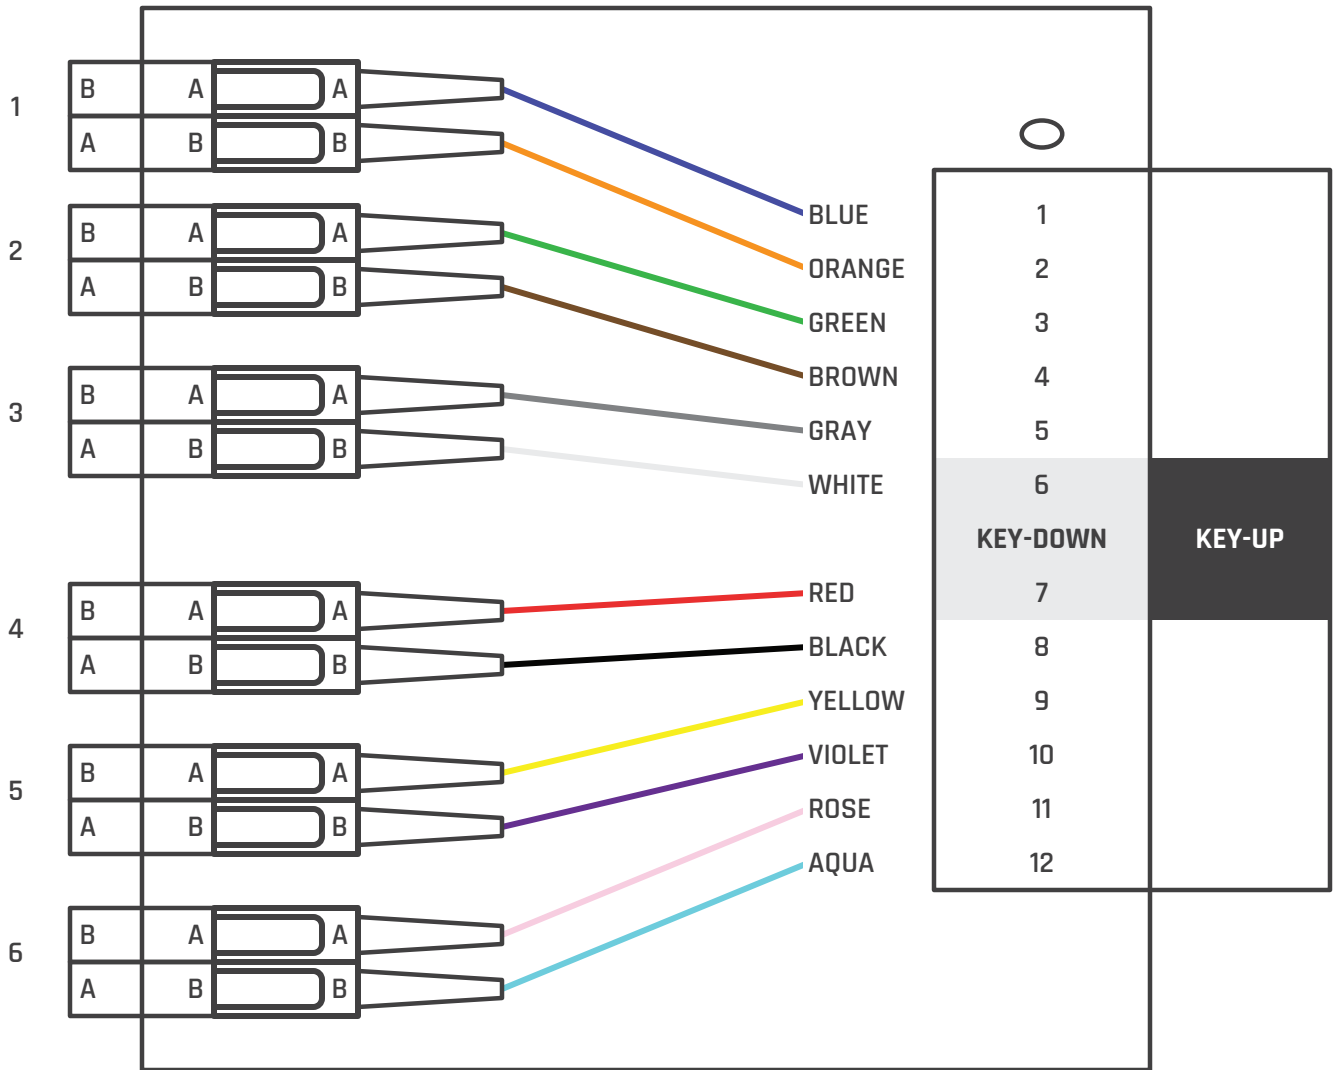 1
B A A
A B B
2
B A A
A B B
3
B A A
A B B
4
B A A
A B B
5
B A A
A B B
6
B A A
A B B
BLUE 1
ORANGE 2
GREEN 3
BROWN 4
GRAY 5
WHITE 6
KEY-DOWN KEY-UP
RED 7
BLACK 8
YELLOW 9
VIOLET 10
ROSE 11
AQUA 12